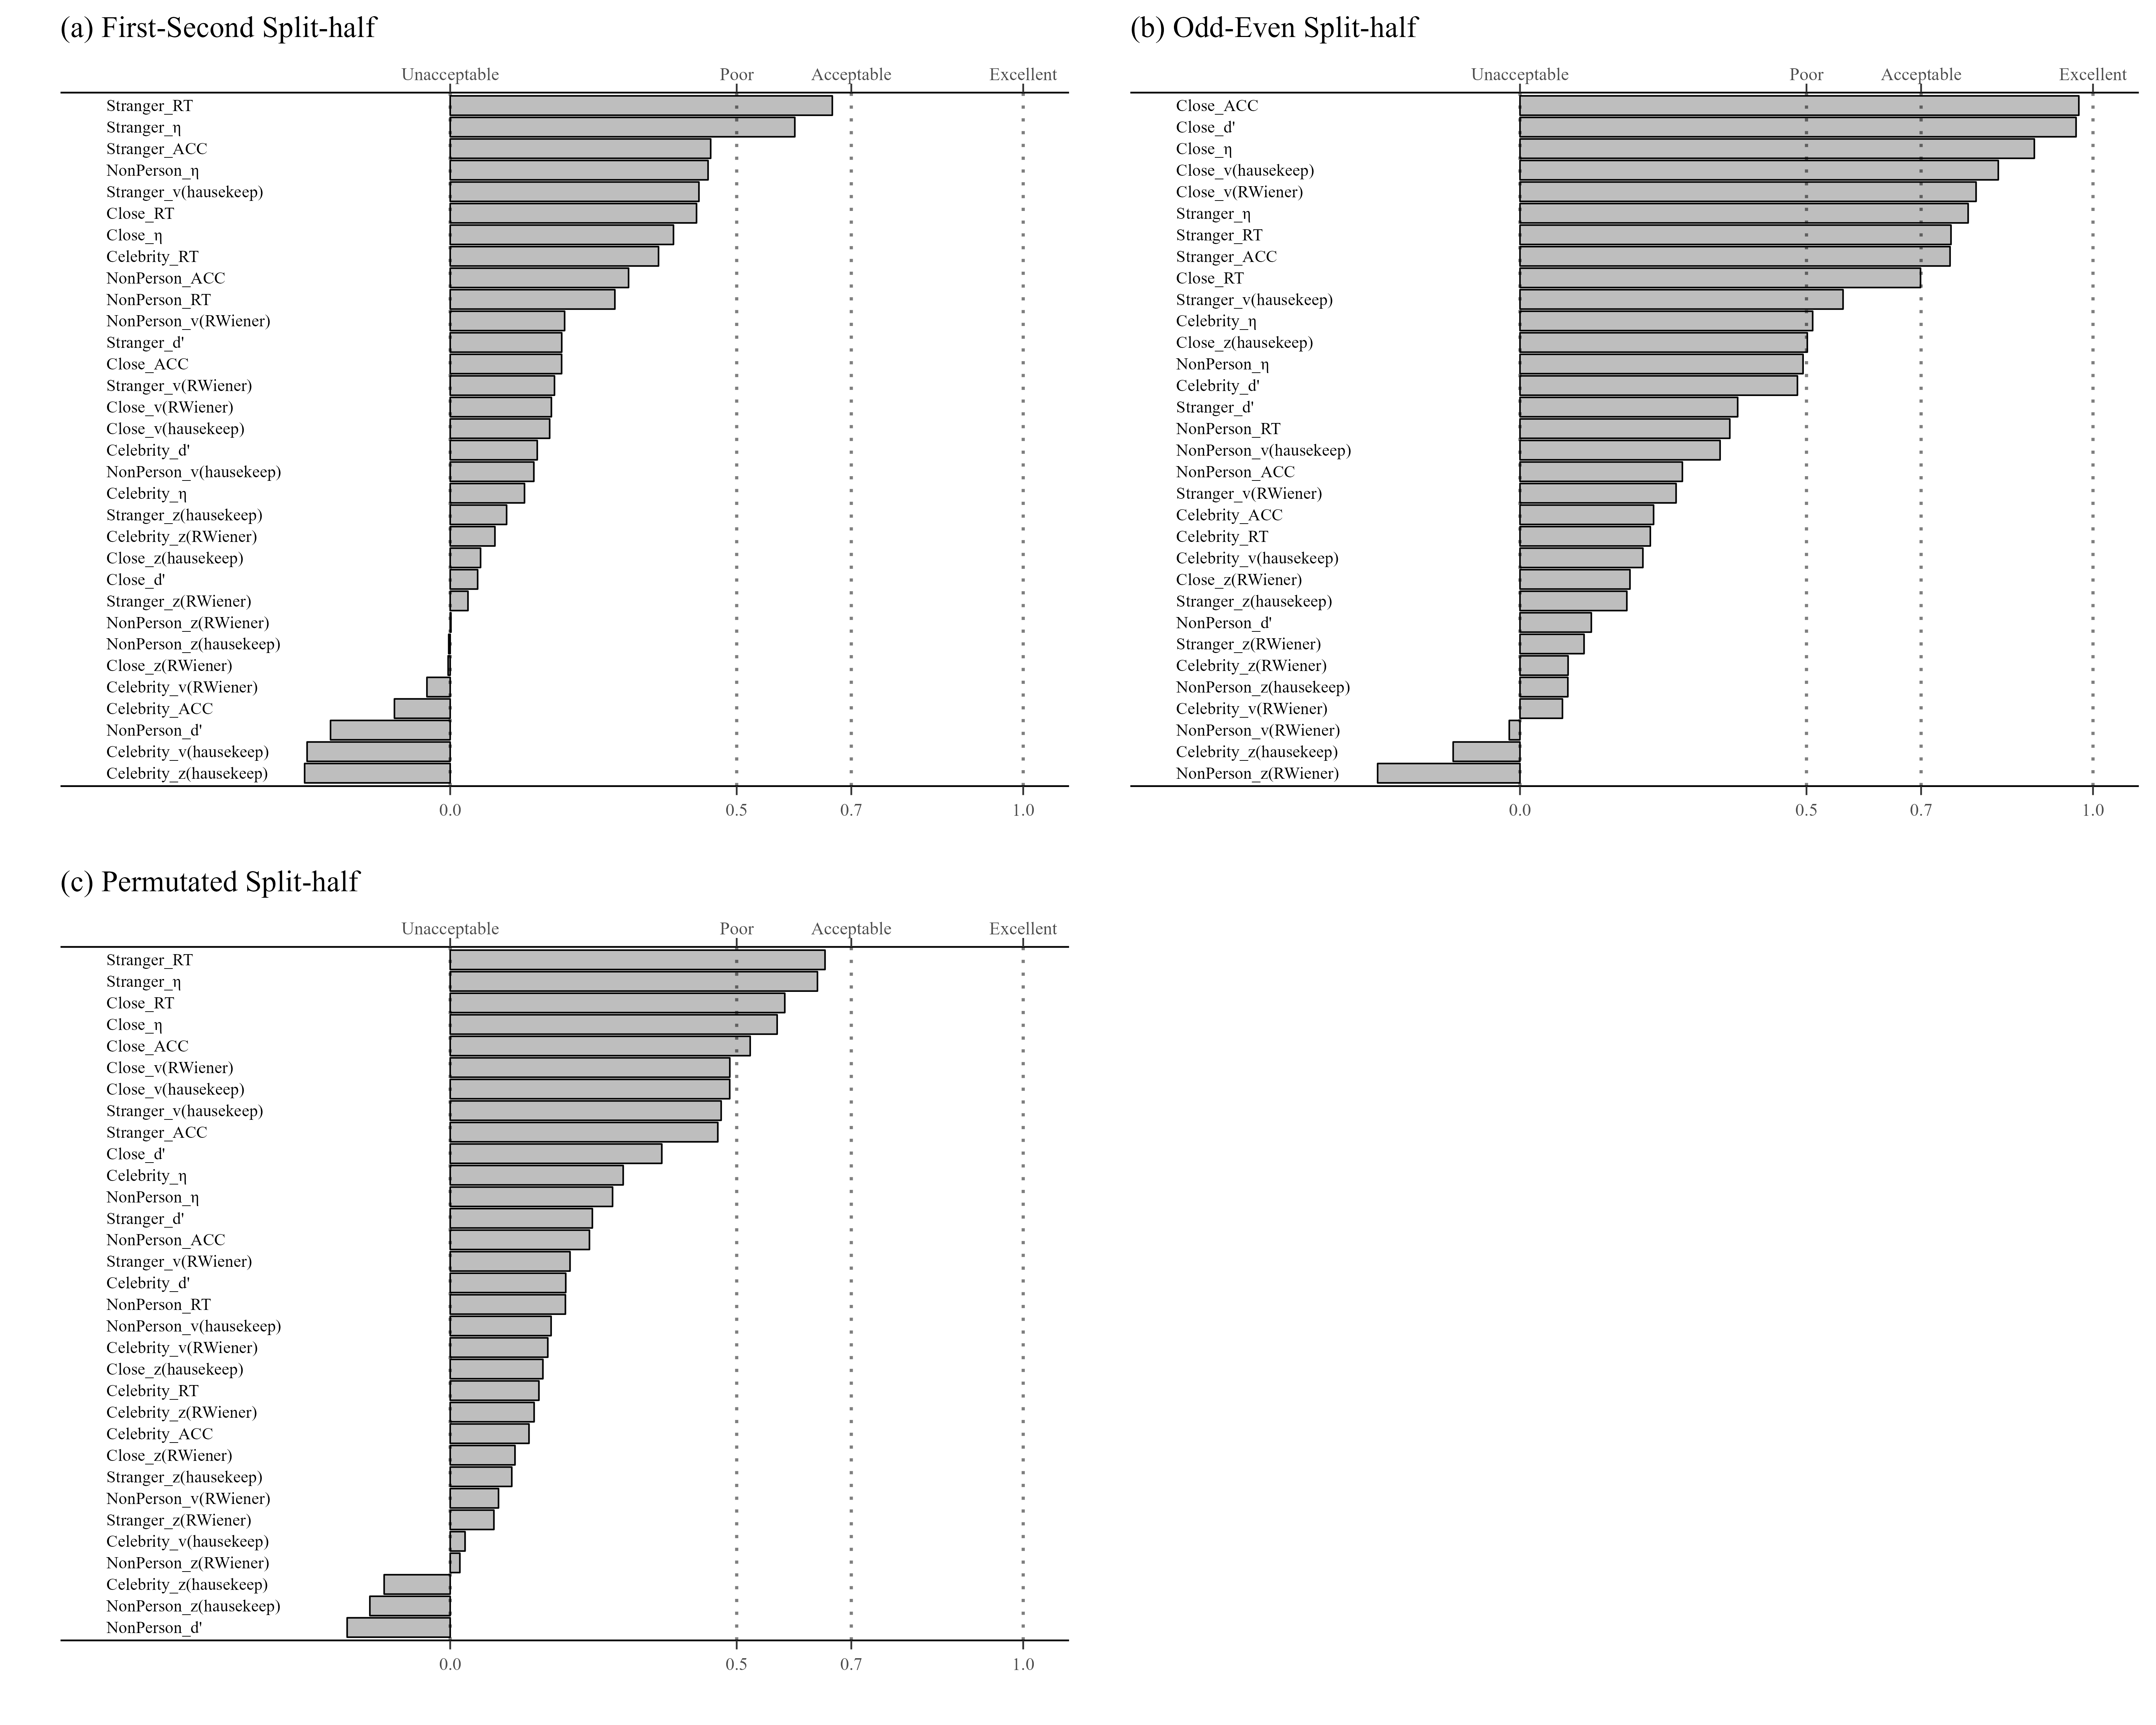 (a) First-Second Split-half
Unacceptable Poor Acceptable Excellent
Stranger_RT
Stranger_η
Stranger_ACC
NonPerson_η
Stranger_v(hausekeep)
Close_RT
Close_η
Celebrity_RT
NonPerson_ACC
NonPerson_RT
NonPerson_v(RWiener)
Stranger_d'
Close_ACC
Stranger_v(RWiener)
Close_v(RWiener)
Close_v(hausekeep)
Celebrity_d'
NonPerson_v(hausekeep)
Celebrity_η
Stranger_z(hausekeep)
Celebrity_z(RWiener)
Close_z(hausekeep)
Close_d'
Stranger_z(RWiener)
NonPerson_z(RWiener)
NonPerson_z(hausekeep)
Close_z(RWiener)
Celebrity_v(RWiener)
Celebrity_ACC
NonPerson_d'
Celebrity_v(hausekeep)
Celebrity_z(hausekeep)
0.0 0.5 0.7 1.0
(b) Odd-Even Split-half
Unacceptable Poor Acceptable Excellent
Close_ACC
Close_d'
Close_η
Close_v(hausekeep)
Close_v(RWiener)
Stranger_η
Stranger_RT
Stranger_ACC
Close_RT
Stranger_v(hausekeep)
Celebrity_η
Close_z(hausekeep)
NonPerson_η
Celebrity_d'
Stranger_d'
NonPerson_RT
NonPerson_v(hausekeep)
NonPerson_ACC
Stranger_v(RWiener)
Celebrity_ACC
Celebrity_RT
Celebrity_v(hausekeep)
Close_z(RWiener)
Stranger_z(hausekeep)
NonPerson_d'
Stranger_z(RWiener)
Celebrity_z(RWiener)
NonPerson_z(hausekeep)
Celebrity_v(RWiener)
NonPerson_v(RWiener)
Celebrity_z(hausekeep)
NonPerson_z(RWiener)
0.0 0.5 0.7 1.0
(c) Permutated Split-half
Unacceptable Poor Acceptable Excellent
Stranger_RT
Stranger_η
Close_RT
Close_η
Close_ACC
Close_v(RWiener)
Close_v(hausekeep)
Stranger_v(hausekeep)
Stranger_ACC
Close_d'
Celebrity_η
NonPerson_η
Stranger_d'
NonPerson_ACC
Stranger_v(RWiener)
Celebrity_d'
NonPerson_RT
NonPerson_v(hausekeep)
Celebrity_v(RWiener)
Close_z(hausekeep)
Celebrity_RT
Celebrity_z(RWiener)
Celebrity_ACC
Close_z(RWiener)
Stranger_z(hausekeep)
NonPerson_v(RWiener)
Stranger_z(RWiener)
Celebrity_v(hausekeep)
NonPerson_z(RWiener)
Celebrity_z(hausekeep)
NonPerson_z(hausekeep)
NonPerson_d'
0.0 0.5 0.7 1.0